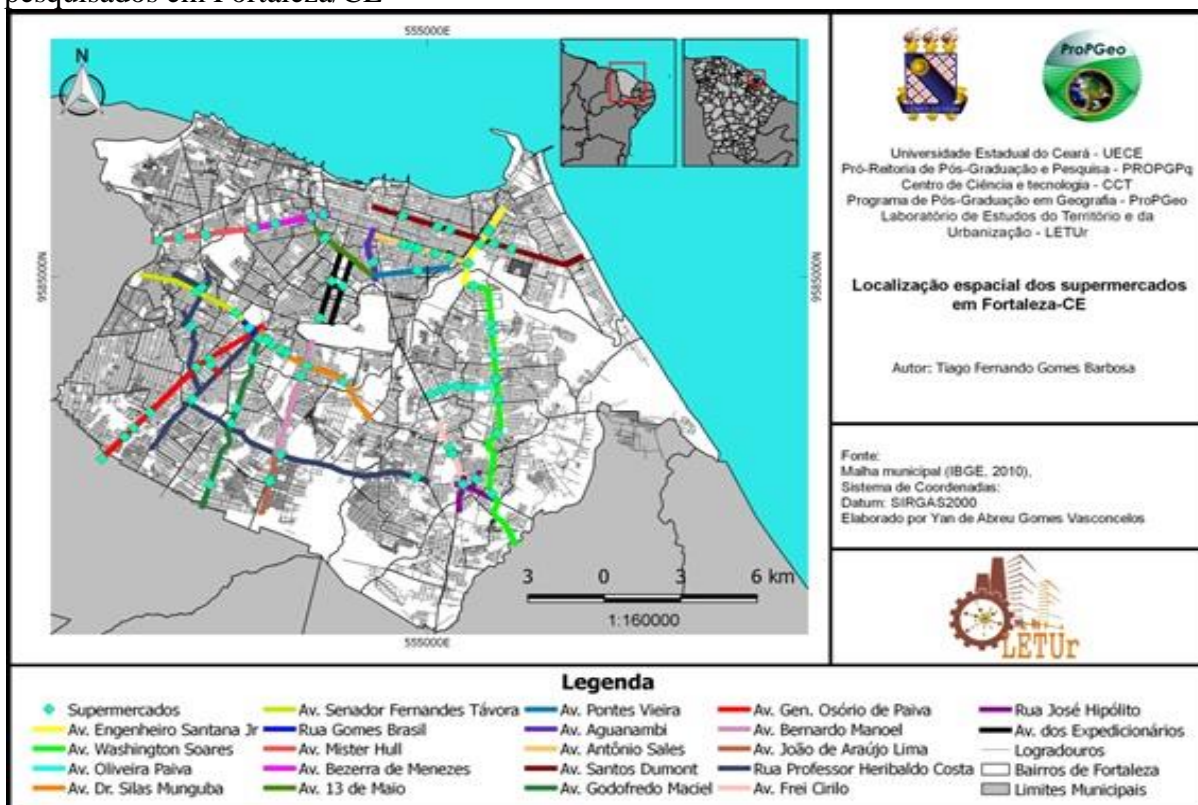 pesquisados em Fortaleza/CE
555000E
N
9585000N
9585000N
3 0 3 6 km
1:160000
555000E
ProPGeo
Universidade Estadual do Ceará - UECE
Pró-Reitoria de Pós-Graduação e Pesquisa - PROPGPq
Centro de Ciência e tecnologia - CCT
Programa de Pós-Graduação em Geografia - ProPGeo
Laboratório de Estudos do Território e da
Urbanização - LETUr
Localização espacial dos supermercados
em Fortaleza-CE
Autor: Tiago Fernando Gomes Barbosa
Fonte:
Malha municipal (IBGE, 2010),
Sistema de Coordenadas:
Datum: SIRGAS2000
Elaborado por Yan de Abreu Gomes Vasconcelos
LETUr
Legenda
Supermercados
Av. Engenheiro Santana Jr
Av. Washington Soares
Av. Oliveira Paiva
Av. Dr. Silas Munguba
Av. Senador Fernandes Távora
Rua Gomes Brasil
Av. Mister Hull
Av. Bezerra de Menezes
Av. 13 de Maio
Av. Pontes Vieira
Av. Aguanambi
Av. Antônio Sales
Av. Santos Dumont
Av. Godofredo Maciel
Av. Gen. Osório de Paiva
Av. Bernardo Manoel
Av. João de Araújo Lima
Rua Professor Heribaldo Costa
Av. Frei Cirilo
Rua José Hipólito
Av. dos Expedicionários
Logradouros
Bairros de Fortaleza
Limites Municipais